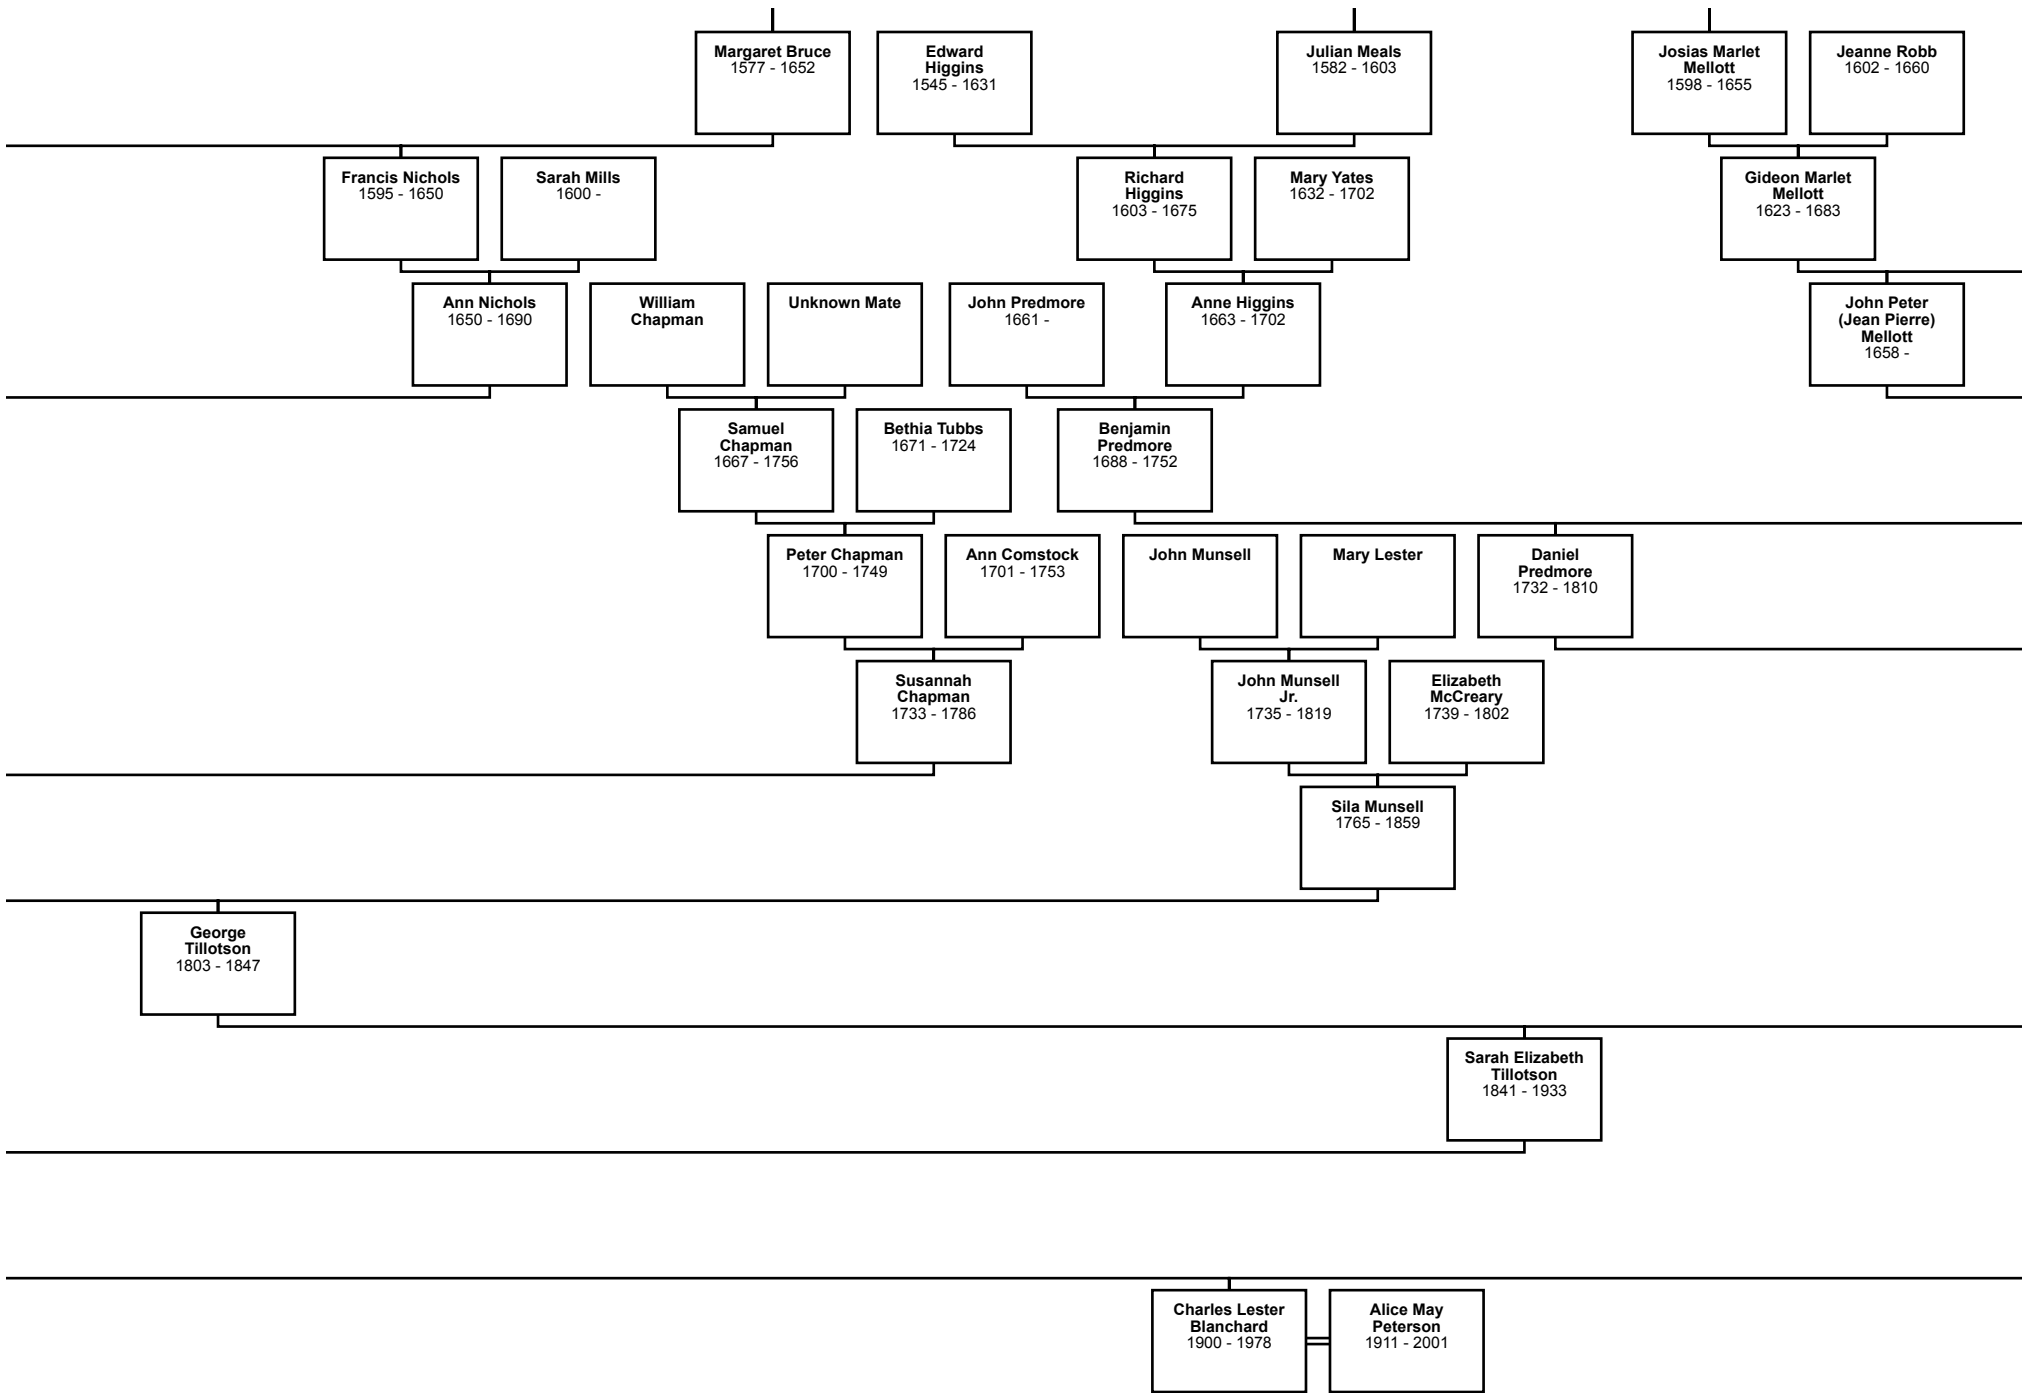 Margaret Bruce
1577 - 1652
Edward
Higgins
1545 - 1631
Julian Meals
1582 - 1603
Josias Marlet
Mellott
1598 - 1655
Jeanne Robb
1602 - 1660
Francis Nichols
1595 - 1650
Sarah Mills
1600 -
Richard
Higgins
1603 - 1675
Mary Yates
1632 - 1702
Gideon Marlet
Mellott
1623 - 1683
Ann Nichols
1650 - 1690
William
Chapman
Unknown Mate
John Predmore
1661 -
Anne Higgins
1663 - 1702
John Peter
(Jean Pierre)
Mellott
1658 -
Samuel
Chapman
1667 - 1756
Bethia Tubbs
1671 - 1724
Benjamin
Predmore
1688 - 1752
Peter Chapman
1700 - 1749
Ann Comstock
1701 - 1753
John Munsell
Mary Lester
Daniel
Predmore
1732 - 1810
Susannah
Chapman
1733 - 1786
John Munsell
Jr.
1735 - 1819
Elizabeth
McCreary
1739 - 1802
Sila Munsell
1765 - 1859
George
Tillotson
1803 - 1847
Sarah Elizabeth
Tillotson
1841 - 1933
Charles Lester
Blanchard
1900 - 1978
Alice May
Peterson
1911 - 2001